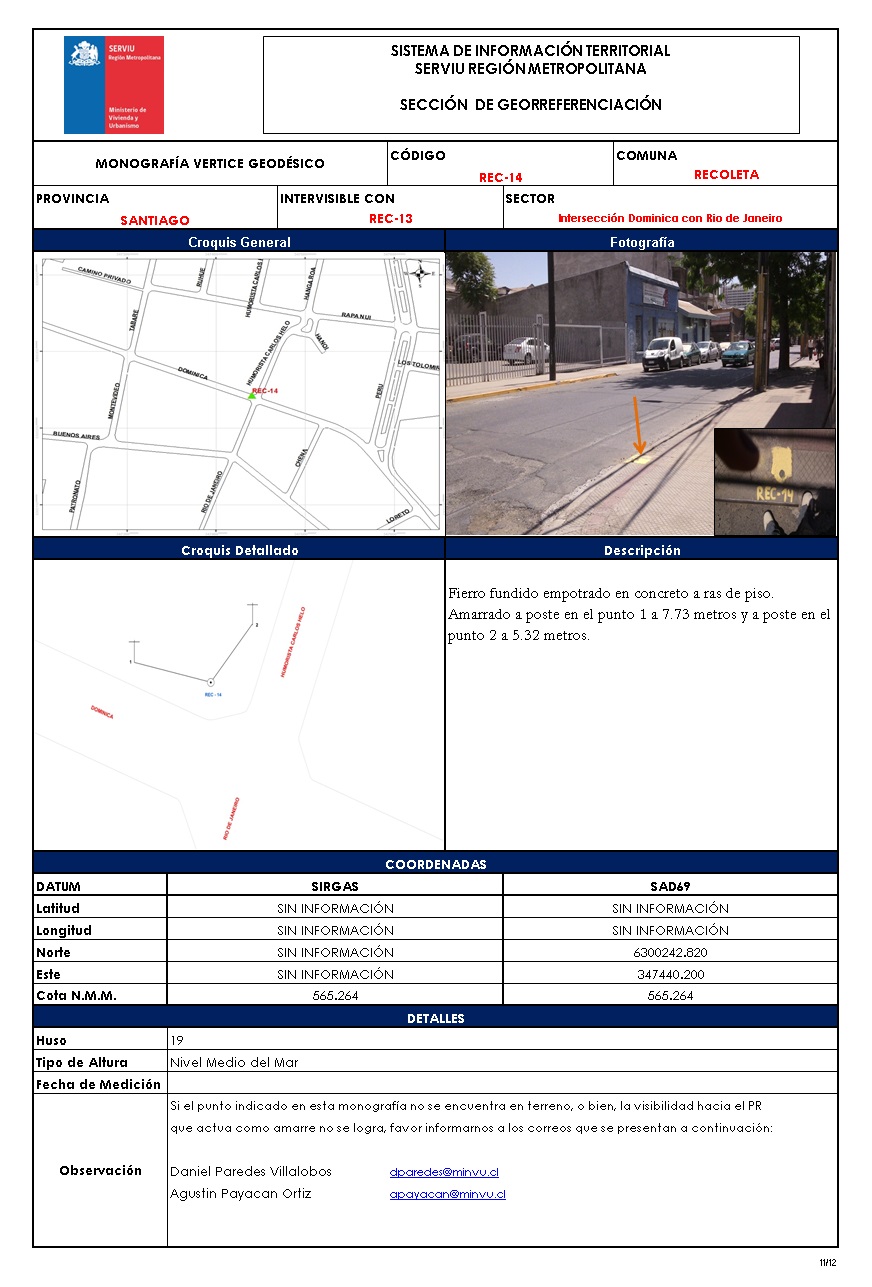 SERVIU
Región Metropolitana
Ministerio de
Vivienda y
Urbanismo
SISTEMA DE INFORMACIÓN TERRITORIAL
SERVIU REGIÓN METROPOLITANA
SECCIÓN DE GEORREFERENCIACIÓN
MONOGRAFÍA VERTICE GEODÉSICO
CÓDIGO
REC-14
COMUNA
RECOLETA
PROVINCIA
SANTIAGO
INTERVISIBLE CON
REC-13
SECTOR
Intersección Dominica con Rio de Janeiro
Croquis General
Fotografía
CAMINO PRIVADO
TABARE
HUMORISTA CARLOS H
HANGA ROA
RAPA NUI
HANOI
HUMORISTA CARLOS HELO
DOMINICA
REC-14
LOS TOLOMIR
PERU
MONTEVIDEO
BUENOS AIRES
PATRONATO
RIO DE JANEIRO
CHENA
LORETO
N
E
S
REC-14
Croquis Detallado
Descripción
1
2
REC - 14
HUMORISTA CARLOS HELO
DOMINICA
RIO DE JANEIRO
Fierro fundido empotrado en concreto a ras de piso.
Amarrado a poste en el punto 1 a 7.73 metros y a poste en el
punto 2 a 5.32 metros.
COORDENADAS
DATUM SIRGAS SAD69
Latitud SIN INFORMACIÓN SIN INFORMACIÓN
Longitud SIN INFORMACIÓN SIN INFORMACIÓN
Norte SIN INFORMACIÓN 6300242.820
Este SIN INFORMACIÓN 347440.200
Cota N.M.M. 565.264 565.264
DETALLES
Huso 19
Tipo de Altura Nivel Medio del Mar
Fecha de Medición
Observación
Si el punto indicado en esta monografía no se encuentra en terreno, o bien, la visibilidad hacia el PR
que actua como amarre no se logra, favor informarnos a los correos que se presentan a continuación:
Daniel Paredes Villalobos dparedes@minvu.cl
Agustin Payacan Ortiz apayacan@minvu.cl
11/12